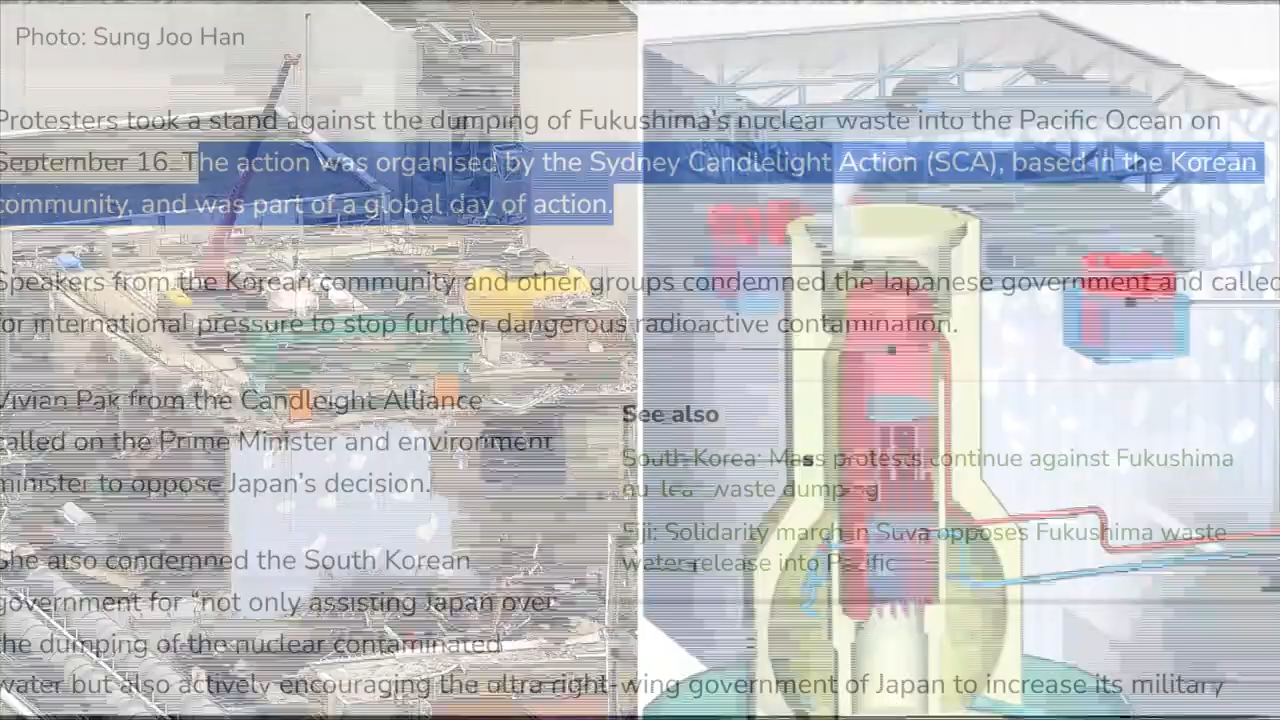 Photo: Sung Joo Han
Protesters took a stand against the dumping of Fukushima's nuclear waste into the Pacific Ocean on
September 16. The action was organised by the Sydney Candlelight Action (SCA), based in the Korean
community, and was part of a global day of action.
Speakers from the Korean community and other groups condemned the Japanese government and called
for international pressure to stop further dangerous radioactive contamination.
Vivian Pak from the Candleight Alliance
called on the Prime Minister and environment
minister to oppose Japan's decision.
See also
South Korea: Mass protests continue against Fukushima
nuclear waste dumping
Fiji: Solidarity march in Suva opposes Fukushima waste
water release into Pacific
She also condemned the South Korean
government for "not only assisting Japan over
the dumping of the nuclear contaminated
water but also actively encouraging the ultra right-wing government of Japan to increase its military